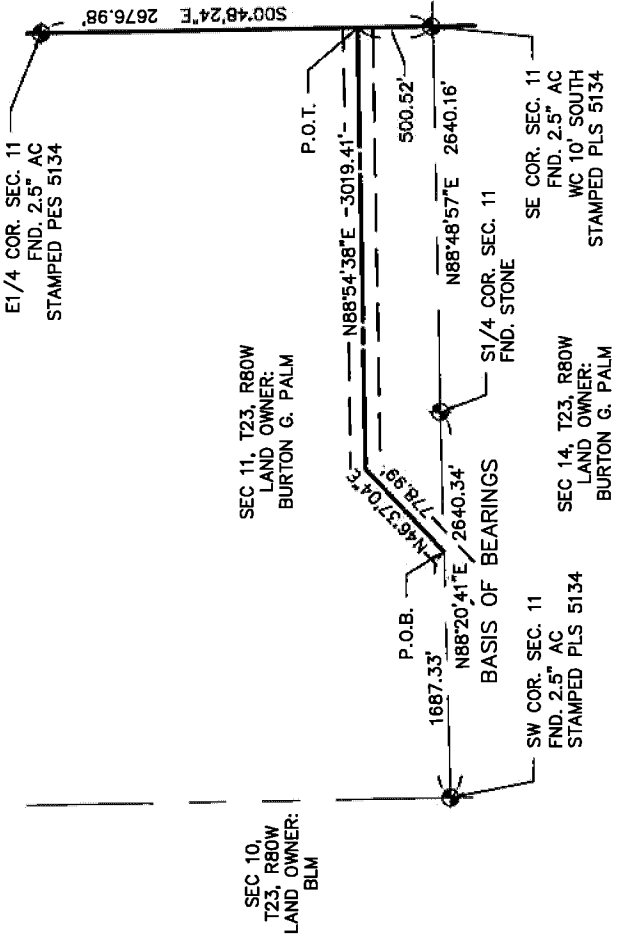 E1/4 COR. SEC. 11
FND. 2.5" AC
STAMPED PES 5134
S00°48'24"E 2676.98'
P.O.T.
N88°54'38"E -3019.41'-
500.52'
SEC 11, T23, R80W
LAND OWNER:
BURTON G. PALM
N46°37'04"E
778.99'
P.O.B.
SEC 10,
T23, R80W
LAND OWNER:
BLM
1687.33'
N88°20'41"E 2640.34'
BASIS OF BEARINGS
N88°48'57"E 2640.16'
S1/4 COR. SEC. 11
FND. STONE
SE COR. SEC. 11
FND. 2.5" AC
WC 10' SOUTH
STAMPED PLS 5134
SW COR. SEC. 11
FND. 2.5" AC
STAMPED PLS 5134
SEC 14, T23, R80W
LAND OWNER:
BURTON G. PALM